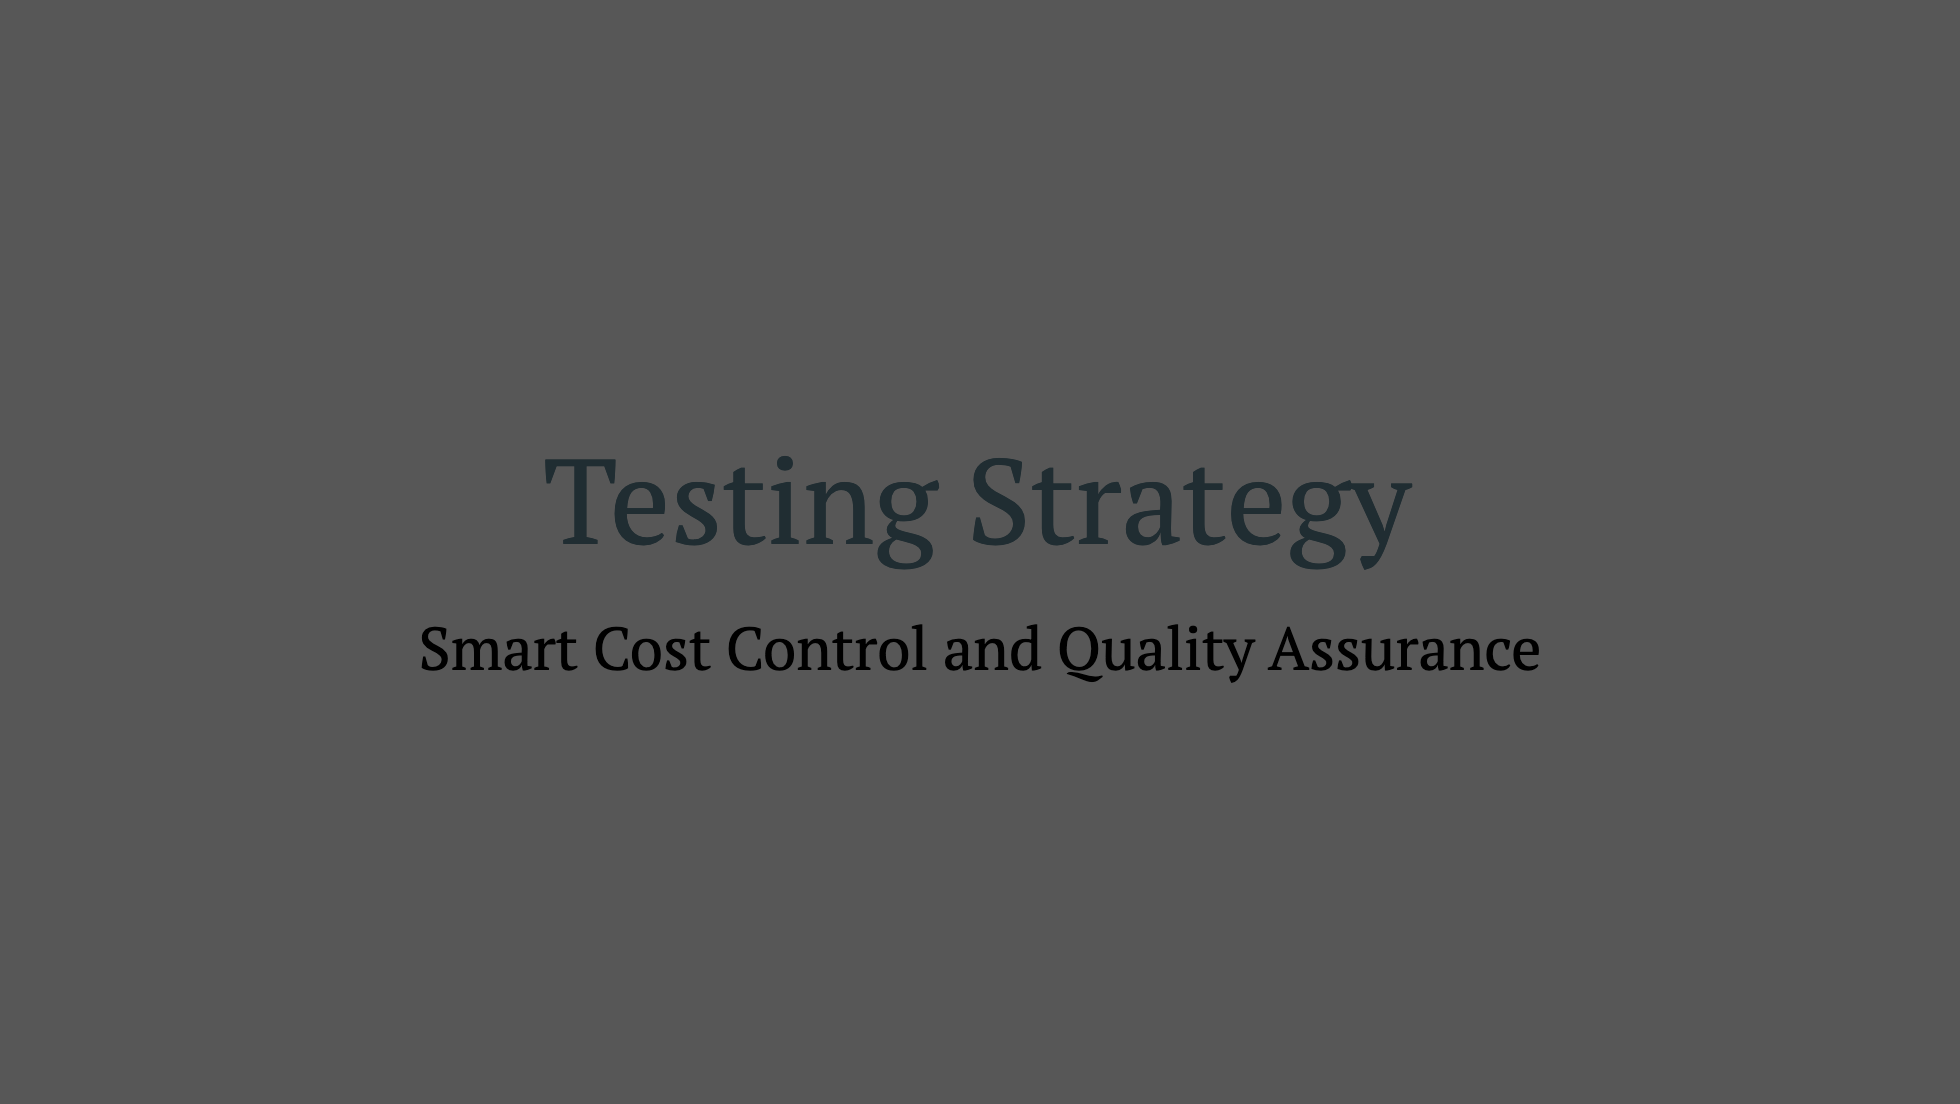 Testing Strategy
Smart Cost Control and Quality Assurance